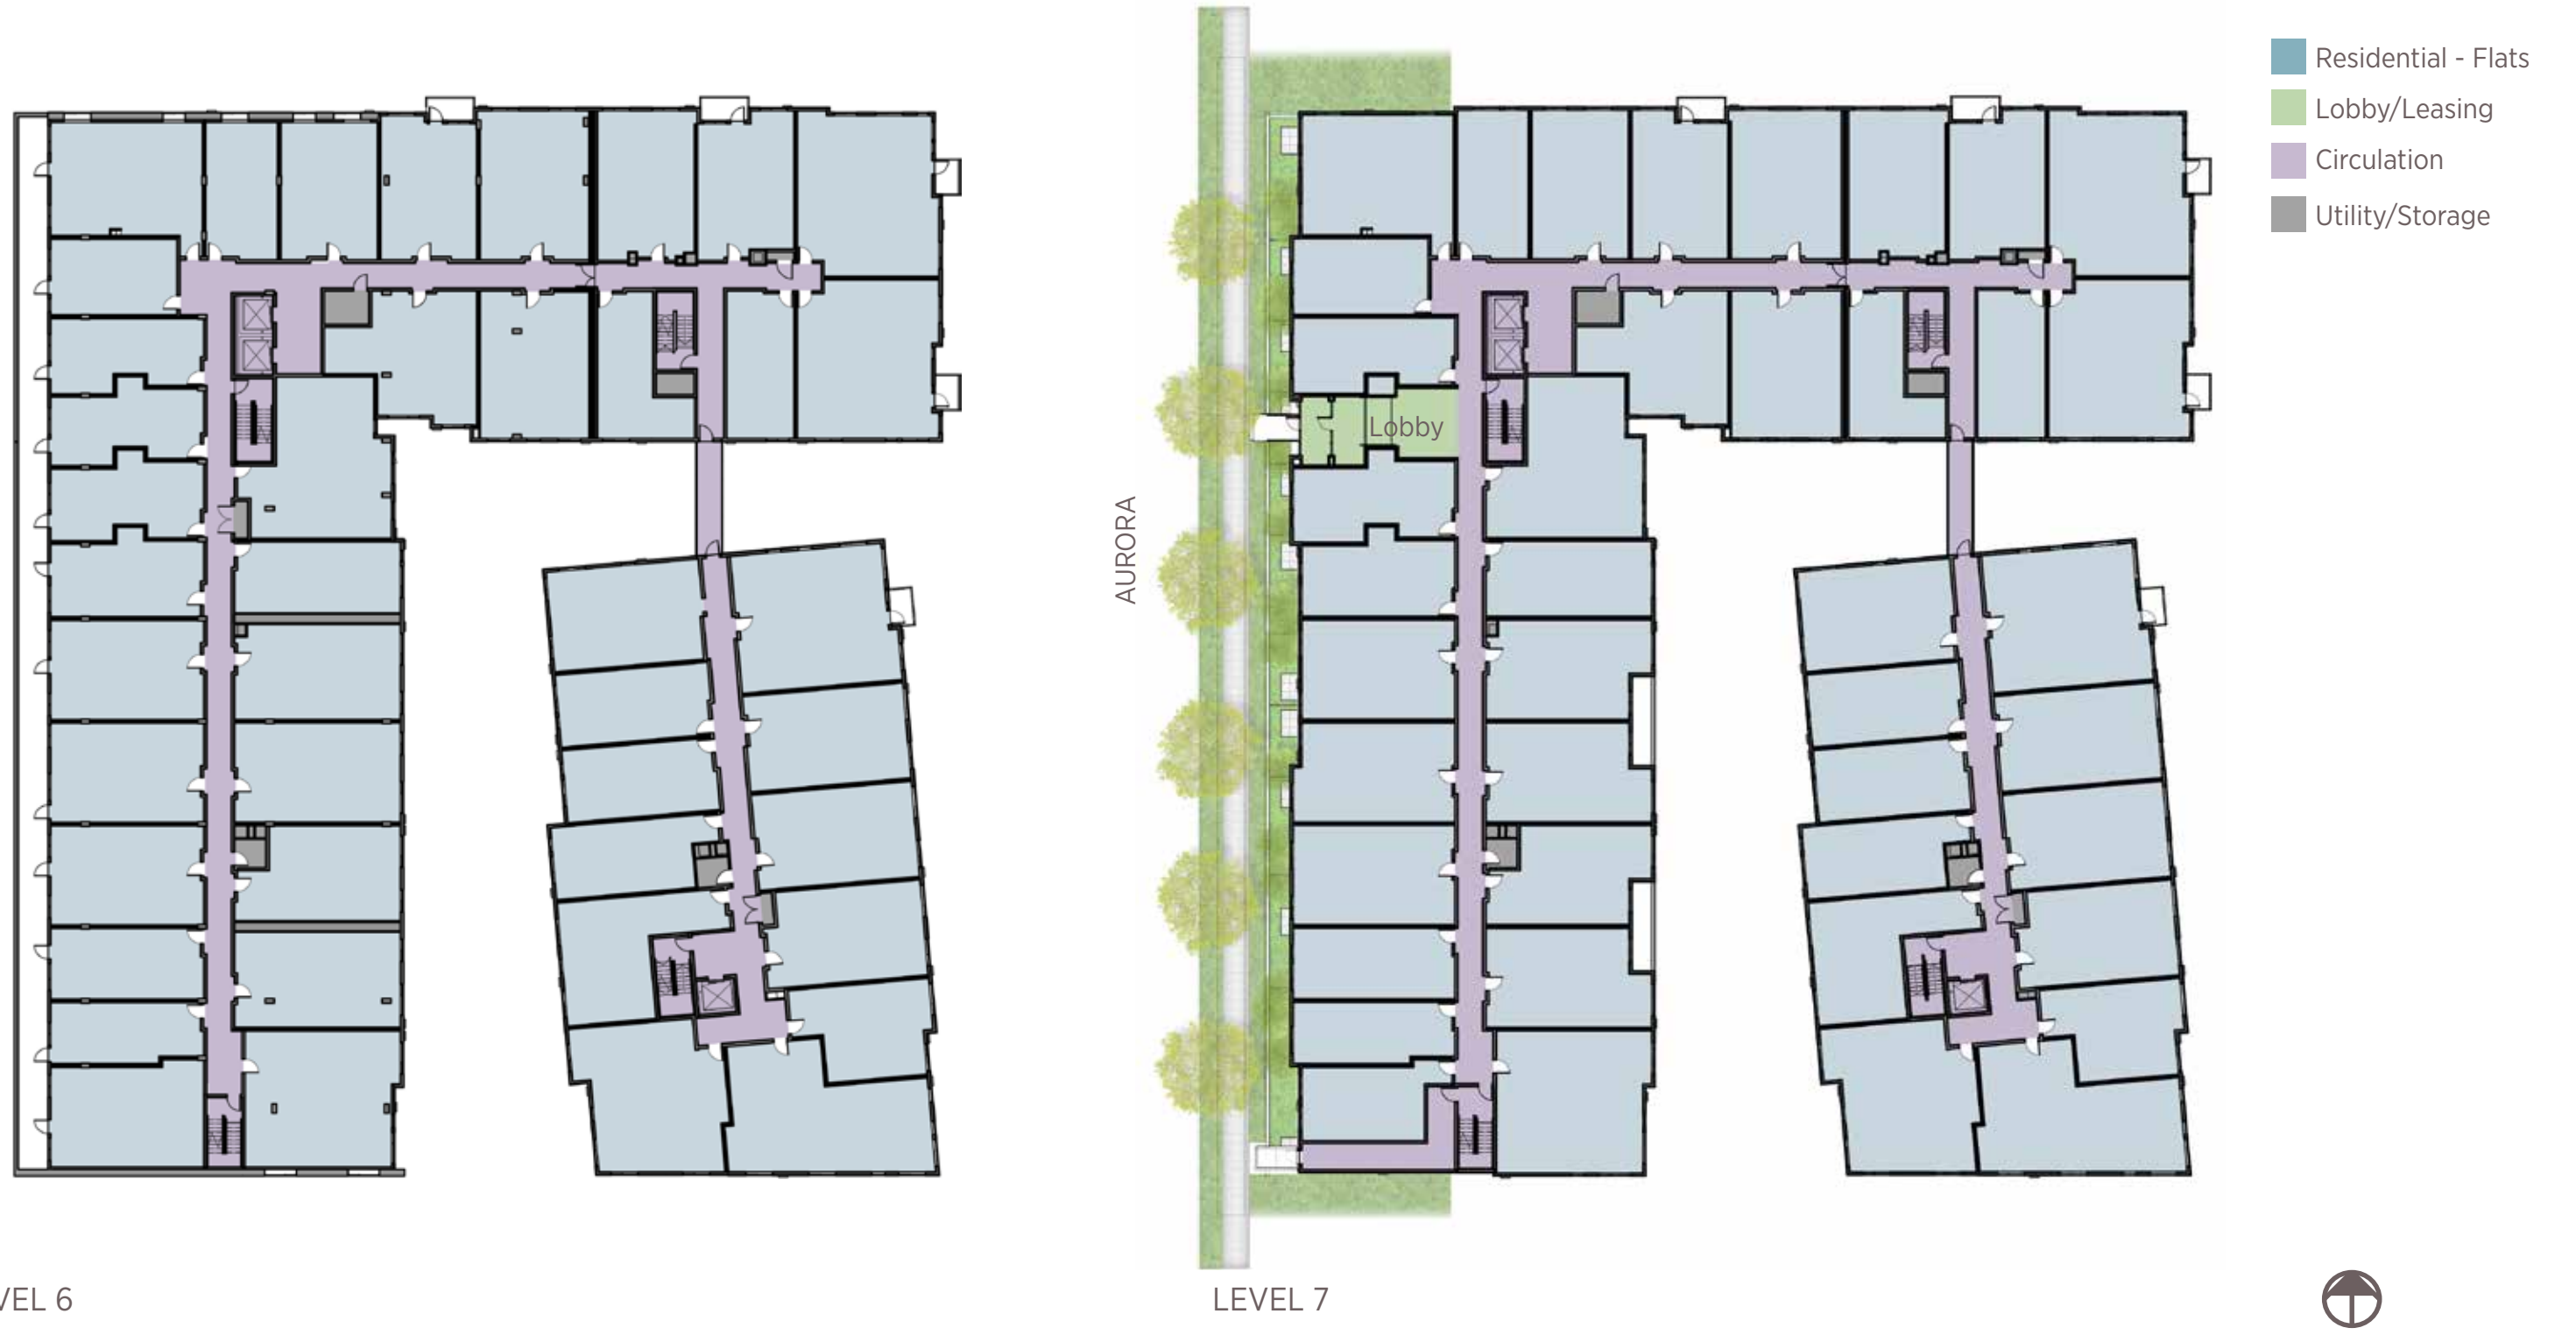 Residential - Flats
Lobby/Leasing
Circulation
Utility/Storage
Lobby
AURORA
VEL 6
LEVEL 7